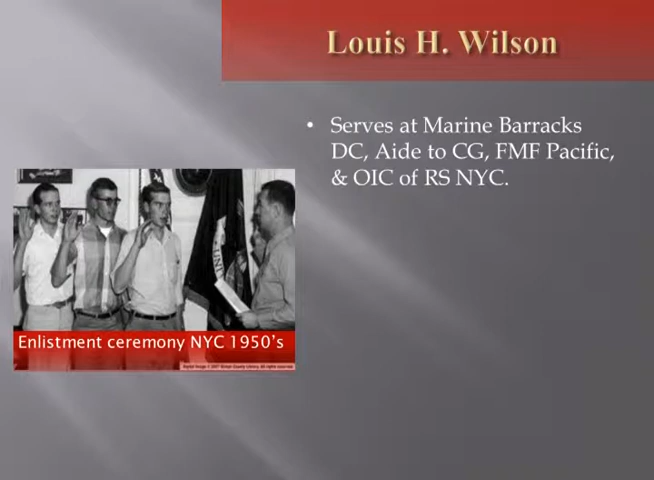 Louis H. Wilson
• Serves at Marine Barracks
DC, Aide to CG, FMF Pacific,
& OIC of RS NYC.
Enlistment ceremony NYC 1950's